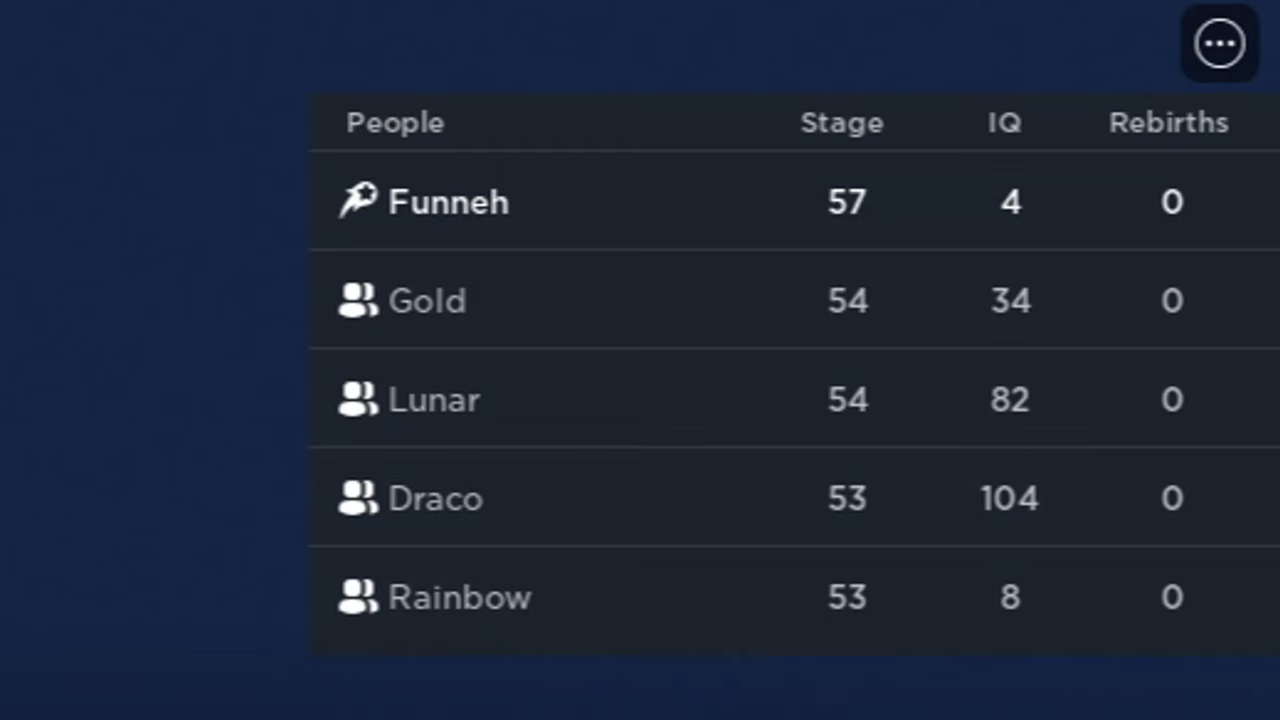 People Stage IQ Rebirths
Funneh 57 4 0
Gold 54 34 0
Lunar 54 82 0
Draco 53 104 0
Rainbow 53 8 0